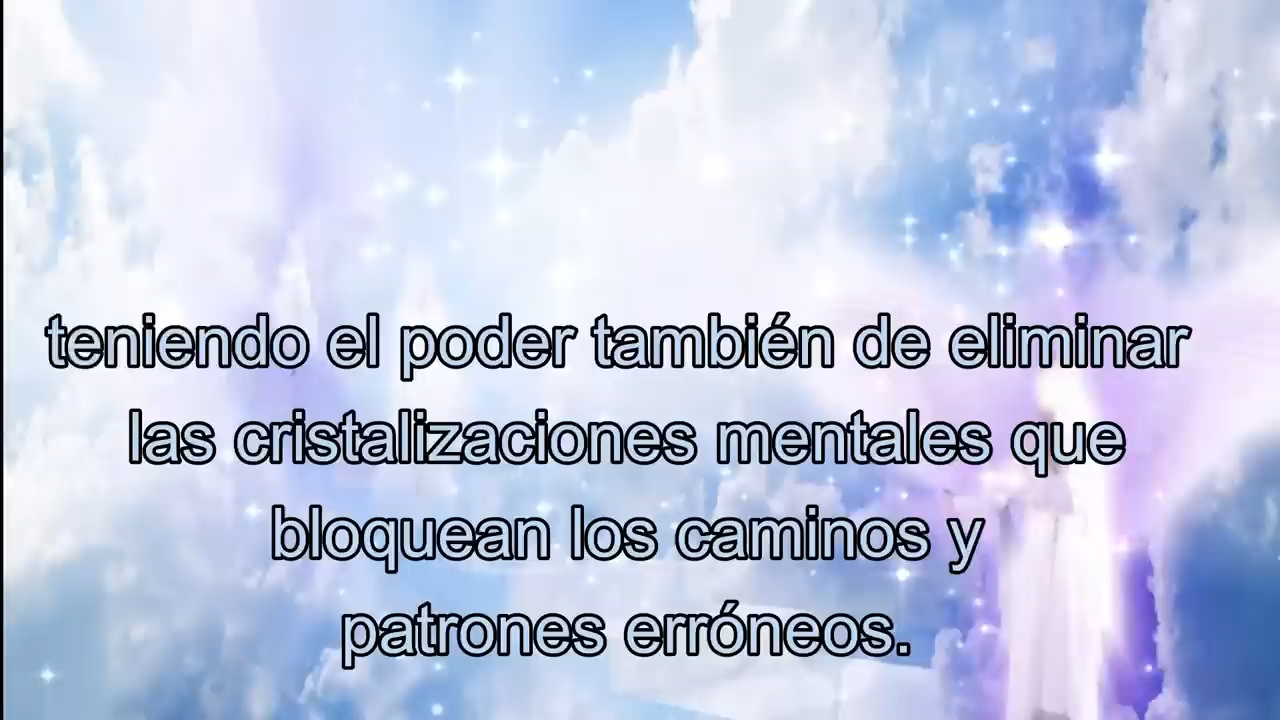 teniendo el poder también de eliminar
las cristalizaciones mentales que
bloquean los caminos y
patrones erróneos.